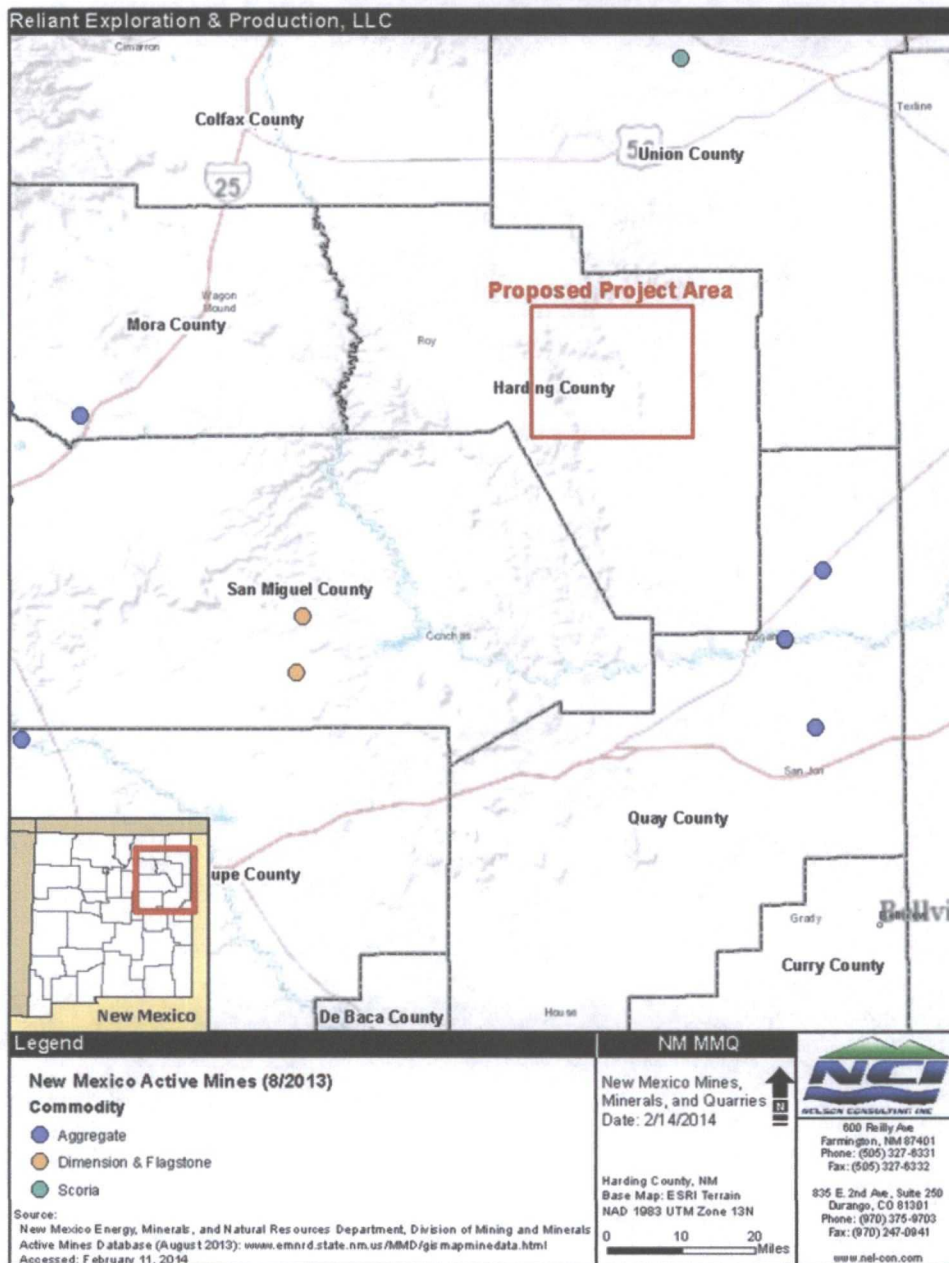 Reliant Exploration & Production, LLC
Cimarron
Colfax County
Texline
Union County
25
Proposed Project Area
Wagon
Mound
Mora County
Roy
Harding County
San Miguel County
Conchas
Logan
San Jon
Quay County
upe County
Grady
Bellvi
Curry County
New Mexico
De Baca County
House
Legend
New Mexico Active Mines (8/2013)
Commodity
Aggregate
Dimension & Flagstone
Scoria
Source:
New Mexico Energy, Minerals, and Natural Resources Department, Division of Mining and Minerals
Active Mines Database (August 2013): www.emnrd.state.nm.us/MMD/gismapminedata.html
Accessed: February 11, 2014
NM MMQ
New Mexico Mines,
Minerals, and Quarries
Date: 2/14/2014
N
Harding County, NM
Base Map: ESRI Terrain
NAD 1983 UTM Zone 13N
0 10 20
Miles
NCI
NELSON CONSULTING INC
600 Reilly Ave
Farmington, NM 87401
Phone: (505) 327-6331
Fax: (505) 327-6332
835 E. 2nd Ave, Suite 250
Durango, CO 81301
Phone: (970) 375-9703
Fax: (970) 247-0941
www.nel-con.com